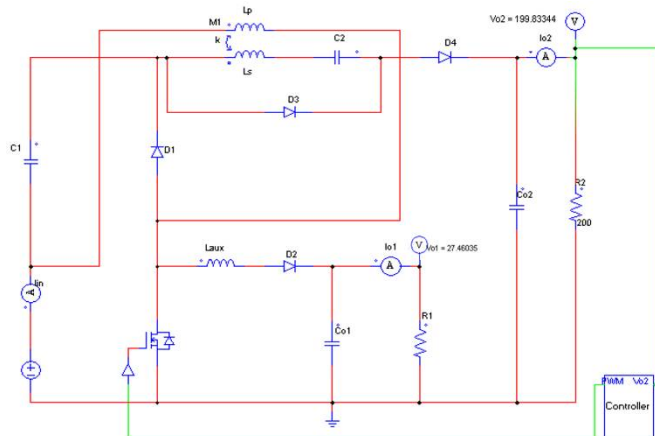 Vo2 = 199.83344
V
M1
Lp
k
Ls
C2
D4
Io2
A
D3
C1
D1
R2
Co2
200
Laux
D2
Io1
A
V
Vo1 = 27.46035
Iin
A
Co1
R1
PWM Vo2
Controller